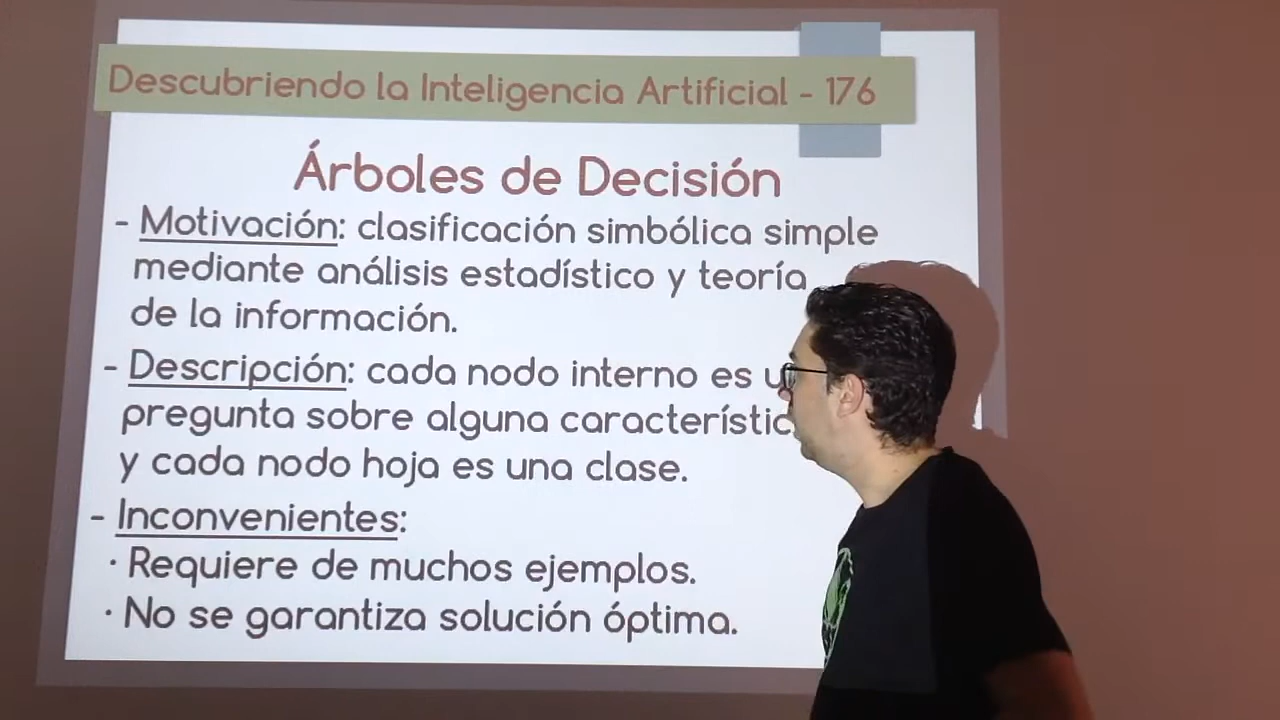 Descubriendo la Inteligencia Artificial - 176
Árboles de Decisión
- Motivación: clasificación simbólica simple
mediante análisis estadístico y teoría
de la información.
- Descripción: cada nodo interno es
pregunta sobre alguna
y cada nodo hoja es una clase.
- Inconvenientes:
· Requiere de muchos ejemplos.
· No se garantiza solución óptima.